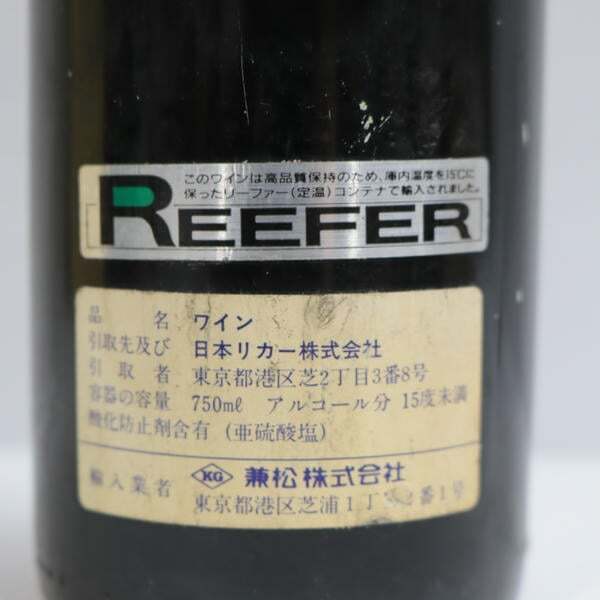 このワインは高品質保持のため、庫内温度を15℃に
保ったリーファー(定温)コンテナで輸入されました。
REEFER
品名 ワイン
引取先及び 日本リカー株式会社
引取者 東京都港区芝2丁目3番8号
容器の容量 750mℓ アルコール分 15度未満
酸化防止剤含有 (亜硫酸塩)
輸入業者 KG 兼松株式会社
東京都港区芝浦1丁 2番1号